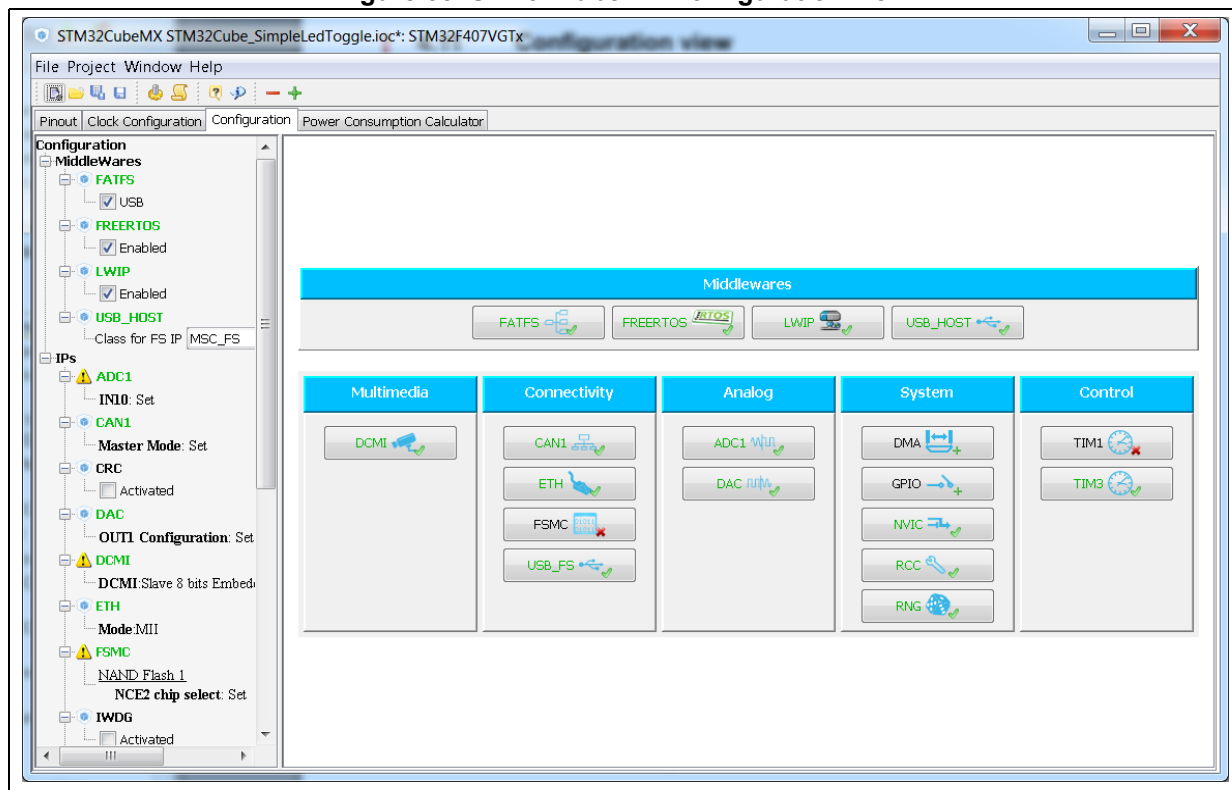 STM32CubeMX STM32Cube_SimpleLedToggle.ioc*: STM32F407VGTx
Configuration view
File Project Window Help
Pinout Clock Configuration Configuration Power Consumption Calculator
Configuration
MiddleWares
FATFS
USB
FREERTOS
Enabled
LWIP
Enabled
USB_HOST
Class for FS IP MSC_FS
IPs
ADC1
IN10: Set
CAN1
Master Mode: Set
CRC
Activated
DAC
OUT1 Configuration: Set
DCMI
DCMI:Slave 8 bits Embed
ETH
Mode:MII
FSMC
NAND Flash 1
NCE2 chip select: Set
IWDG
Activated
Middlewares
FATFS FREERTOS RTOS LWIP USB_HOST
Multimedia Connectivity Analog System Control
DCMI CAN1 ADC1 DMA TIM1
ETH DAC GPIO TIM3
FSMC NVIC
USB_FS RCC
RNG